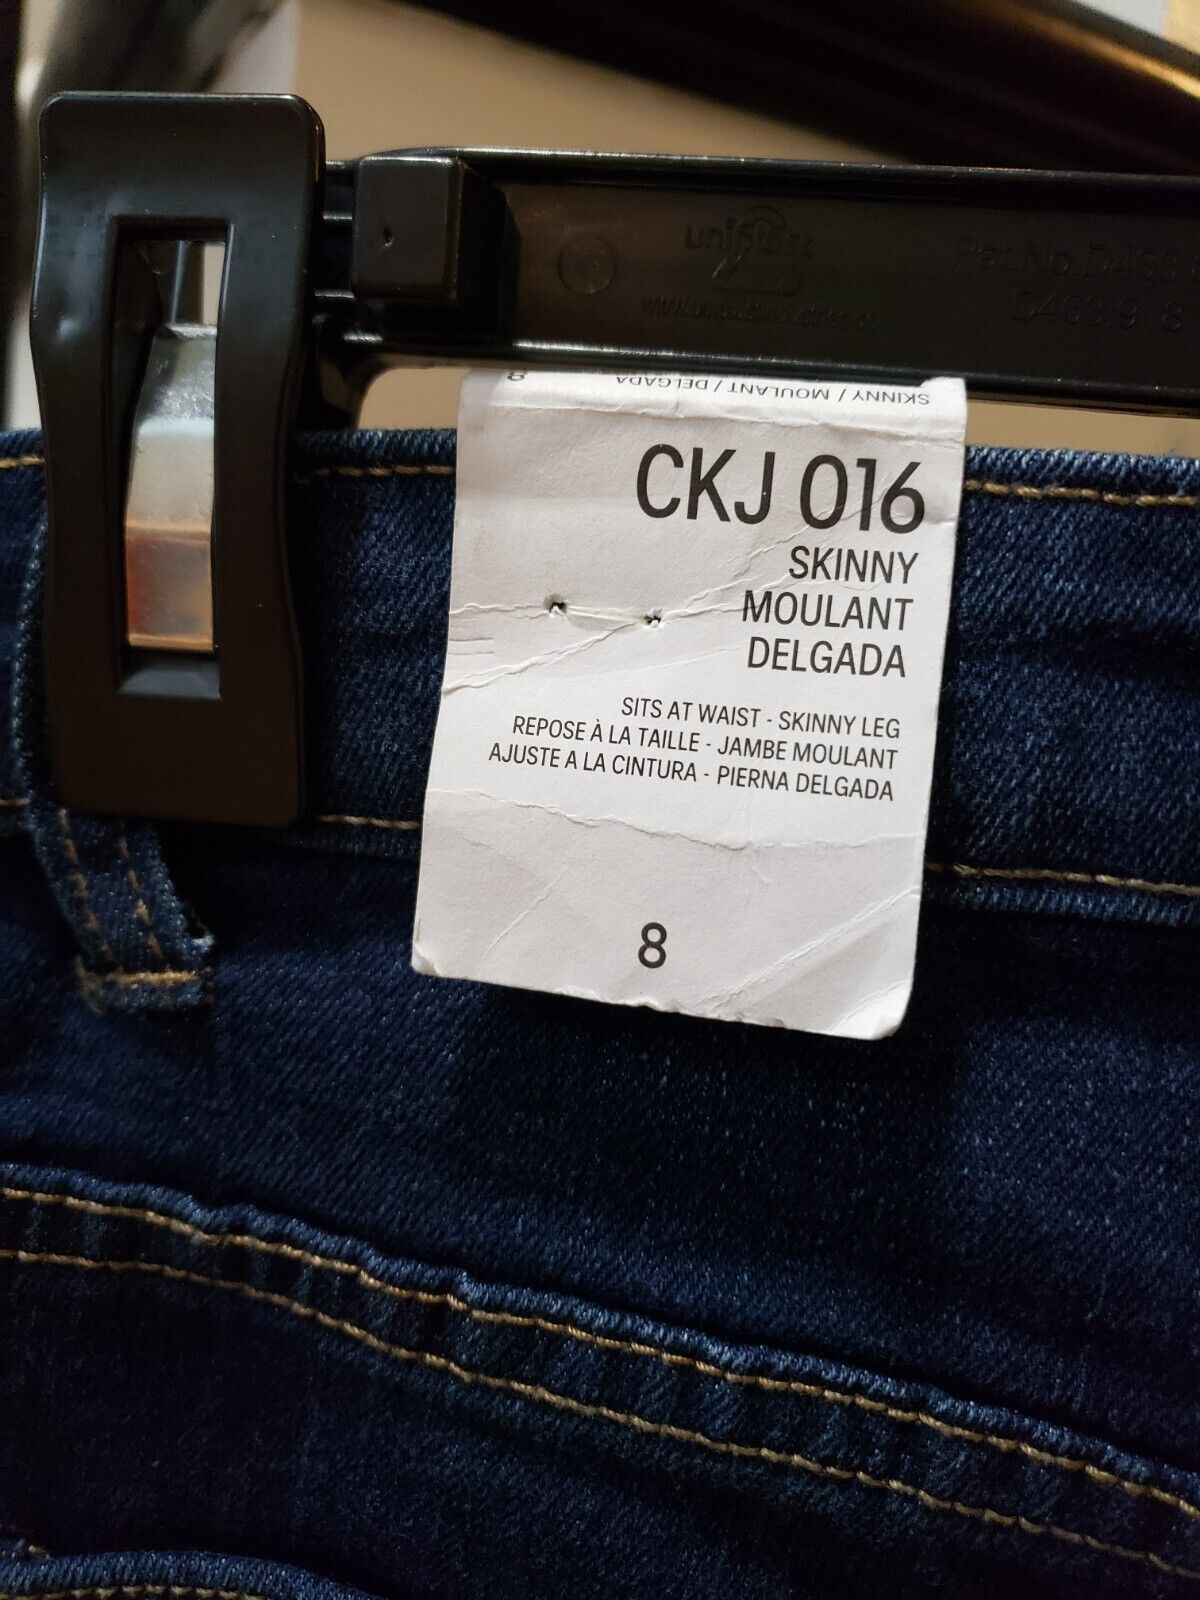 uniplast
SKINNY / MOULANT / DELGADA 8
CKJ 016
SKINNY
MOULANT
DELGADA
SITS AT WAIST - SKINNY LEG
REPOSE À LA TAILLE - JAMBE MOULANT
AJUSTE A LA CINTURA - PIERNA DELGADA
8